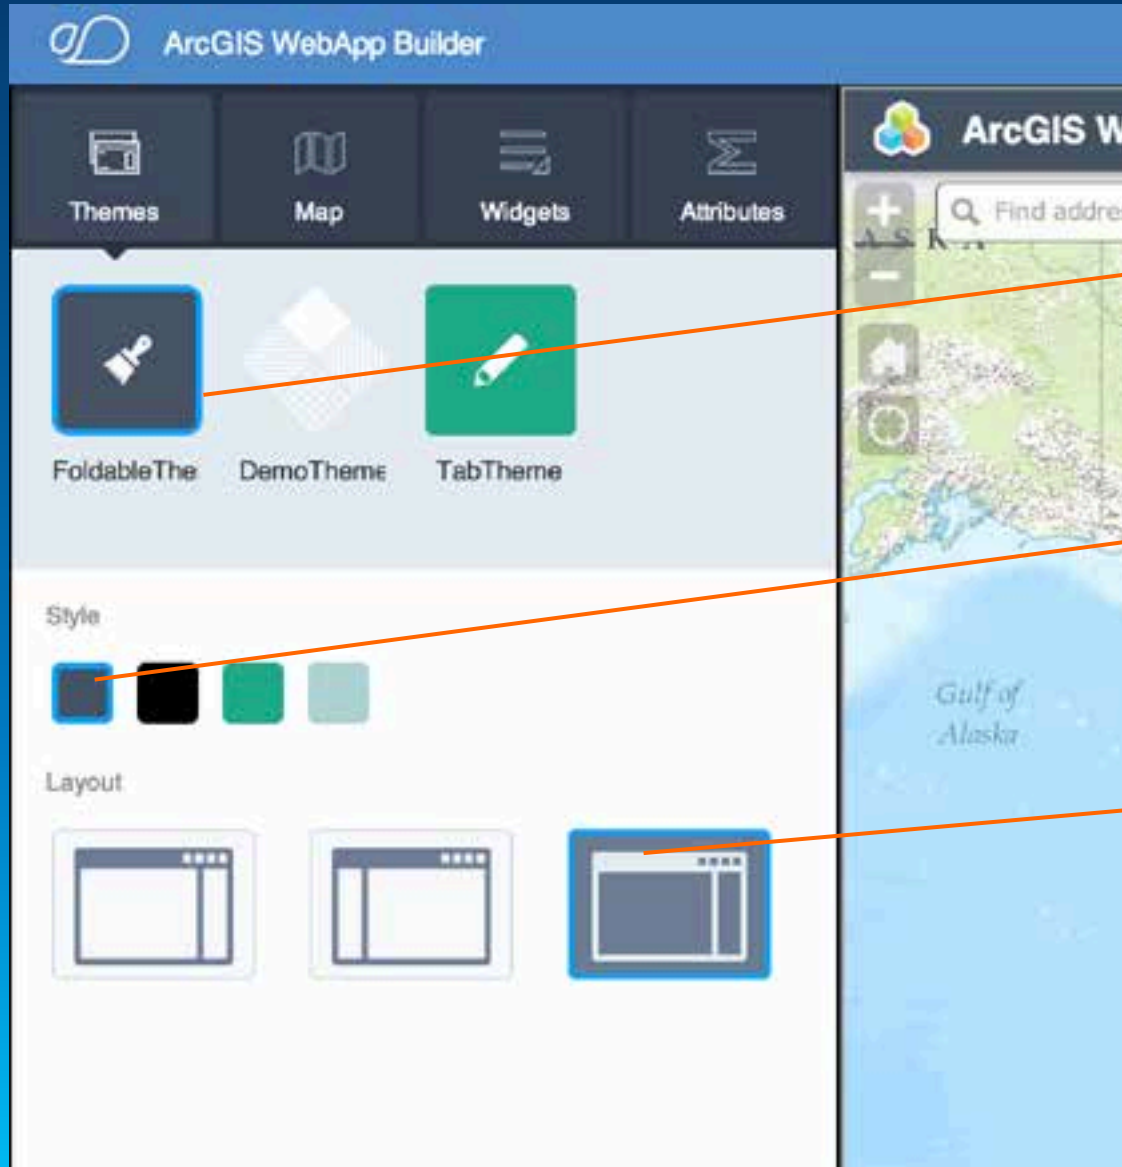 ArcGIS WebApp Builder
Themes
Map
Widgets
Attributes
FoldableThe
DemoTheme
TabTheme
Style
Layout
ArcGIS W
Find addre
A S K A
Gulf of
Alaska